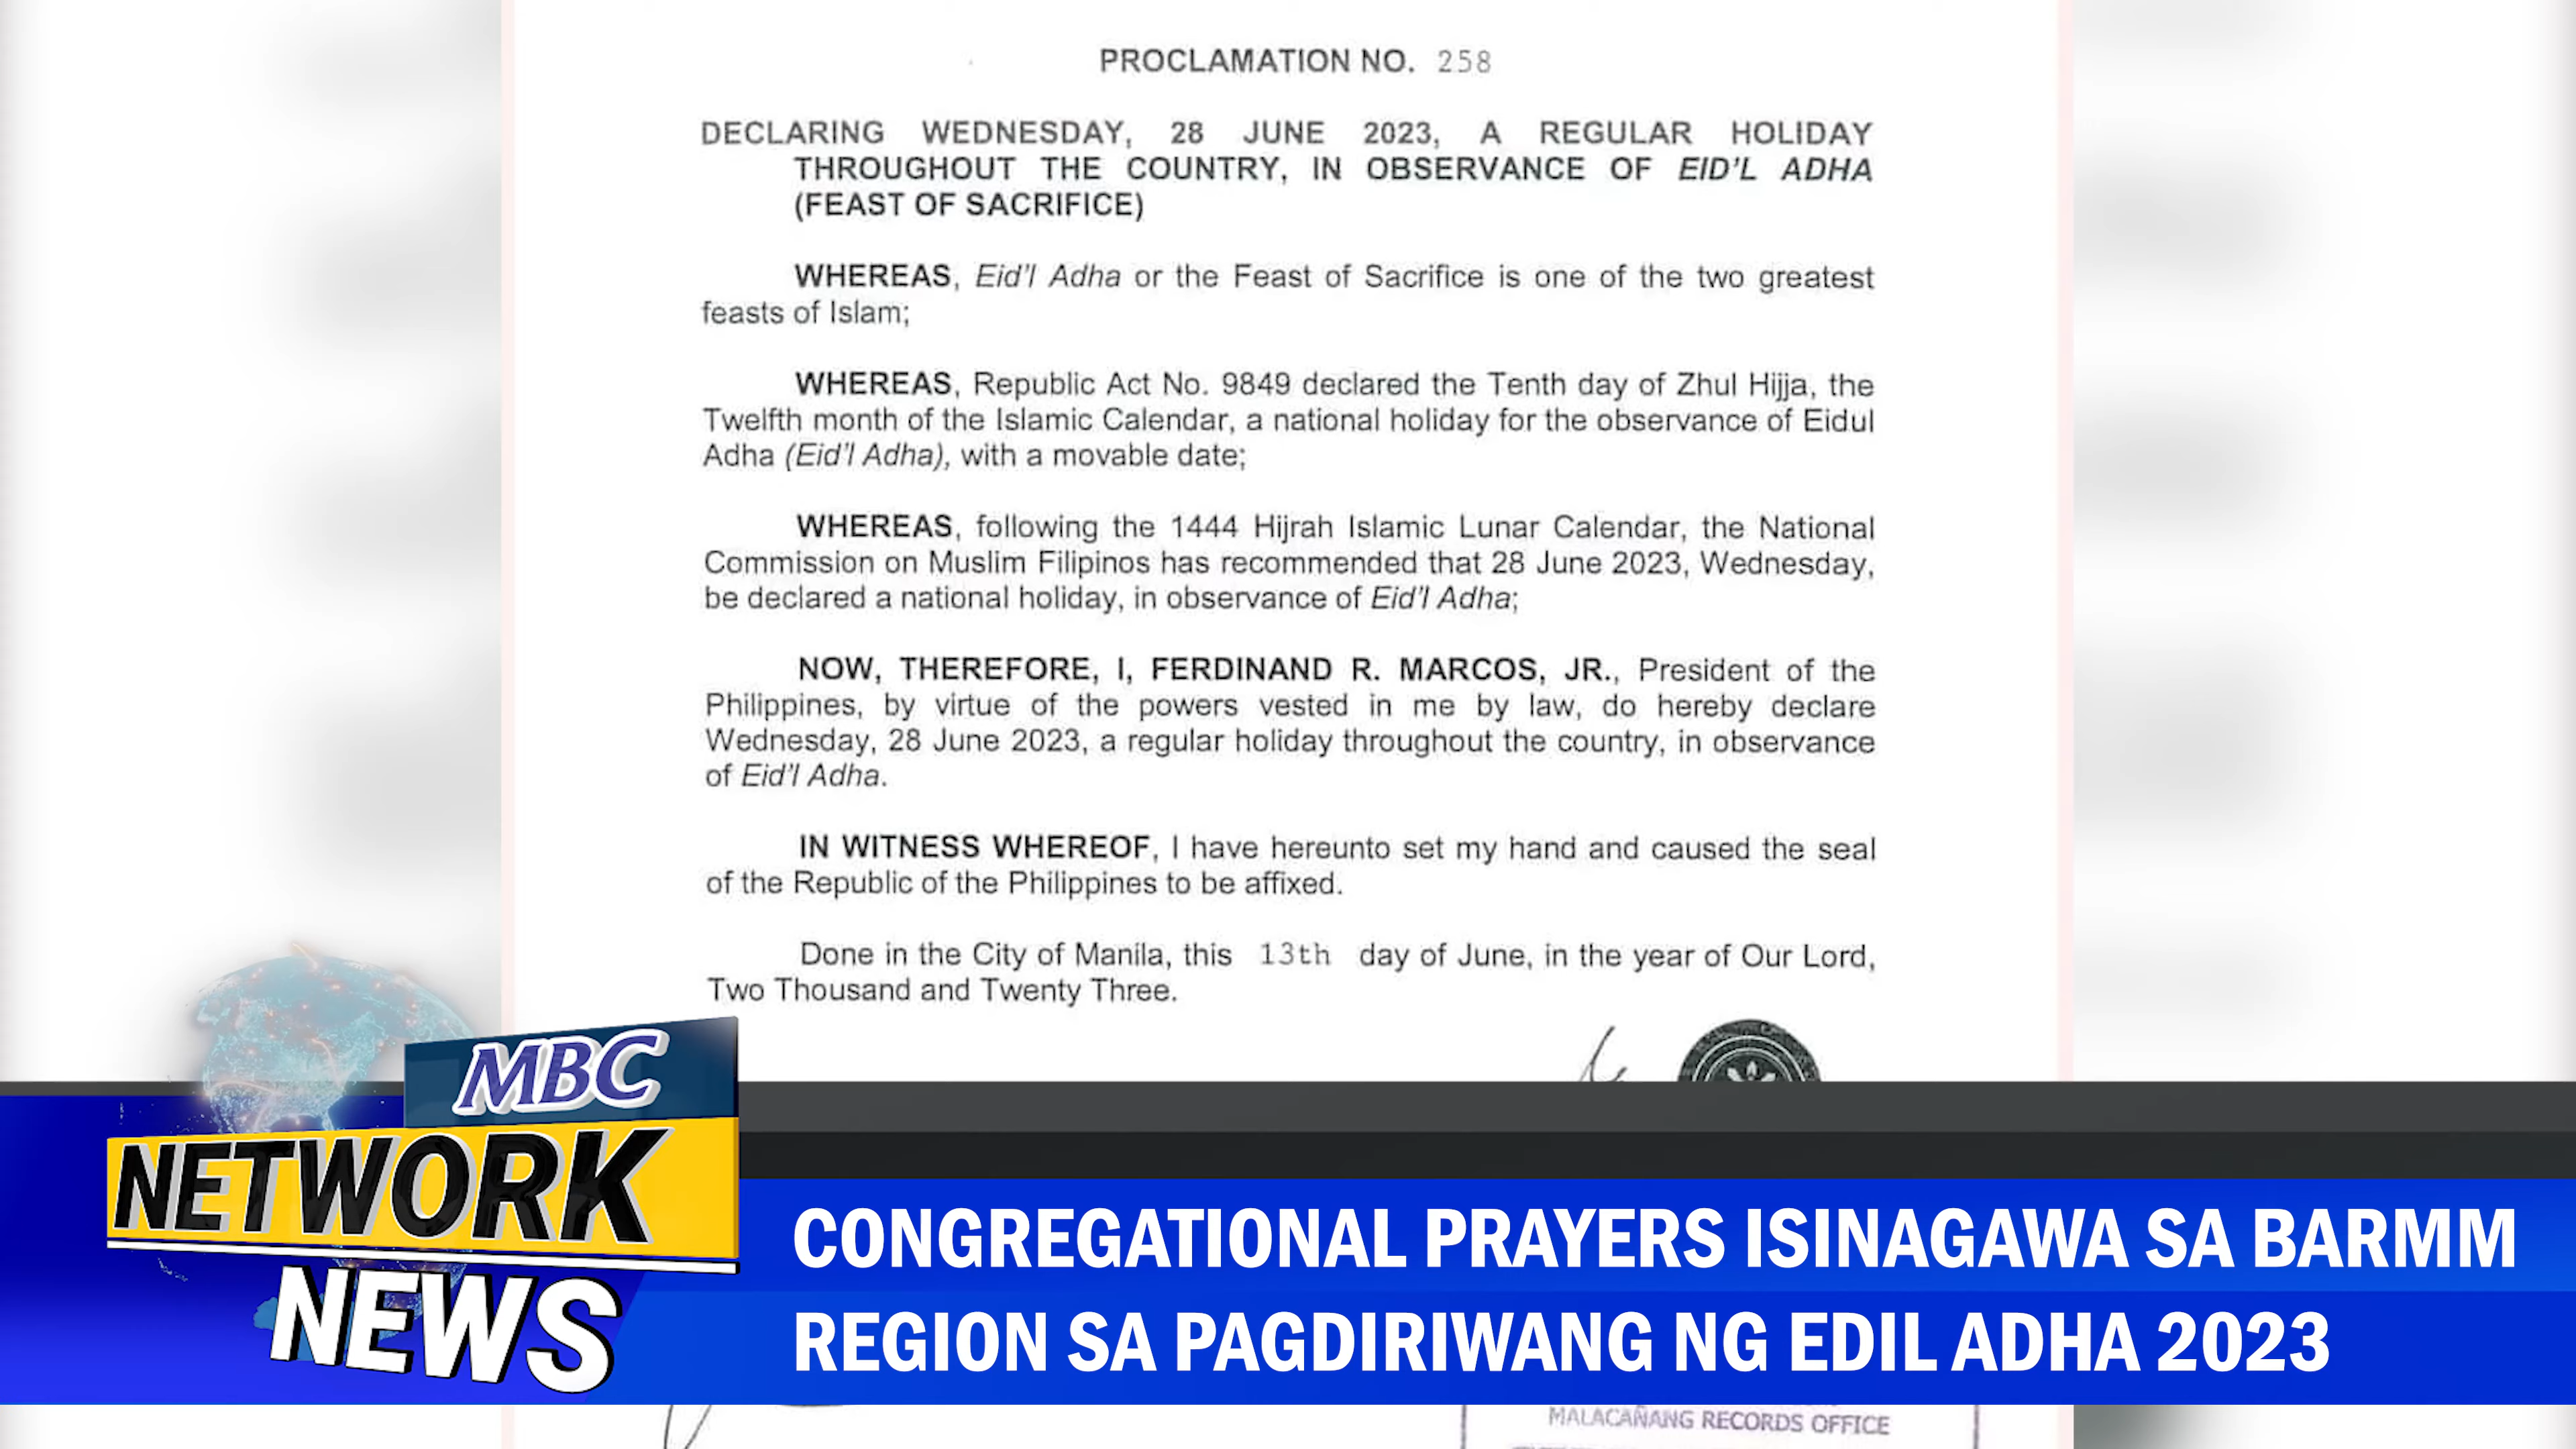 PROCLAMATION NO. 258
DECLARING WEDNESDAY, 28 JUNE 2023, A REGULAR HOLIDAY
THROUGHOUT THE COUNTRY, IN OBSERVANCE OF EID'L ADHA
(FEAST OF SACRIFICE)
WHEREAS, Eid'l Adha or the Feast of Sacrifice is one of the two greatest
feasts of Islam;
WHEREAS, Republic Act No. 9849 declared the Tenth day of Zhul Hijja, the
Twelfth month of the Islamic Calendar, a national holiday for the observance of Eidul
Adha (Eid'l Adha), with a movable date;
WHEREAS, following the 1444 Hijrah Islamic Lunar Calendar, the National
Commission on Muslim Filipinos has recommended that 28 June 2023, Wednesday,
be declared a national holiday, in observance of Eid'l Adha;
NOW, THEREFORE, I, FERDINAND R. MARCOS, JR., President of the
Philippines, by virtue of the powers vested in me by law, do hereby declare
Wednesday, 28 June 2023, a regular holiday throughout the country, in observance
of Eid'l Adha.
IN WITNESS WHEREOF, I have hereunto set my hand and caused the seal
of the Republic of the Philippines to be affixed.
Done in the City of Manila, this 13th day of June, in the year of Our Lord,
Two Thousand and Twenty Three.
MBC
NETWORK
NEWS
CONGREGATIONAL PRAYERS ISINAGAWA SA BARMM
REGION SA PAGDIRIWANG NG EDIL ADHA 2023
MALACAÑANG RECORDS OFFICE